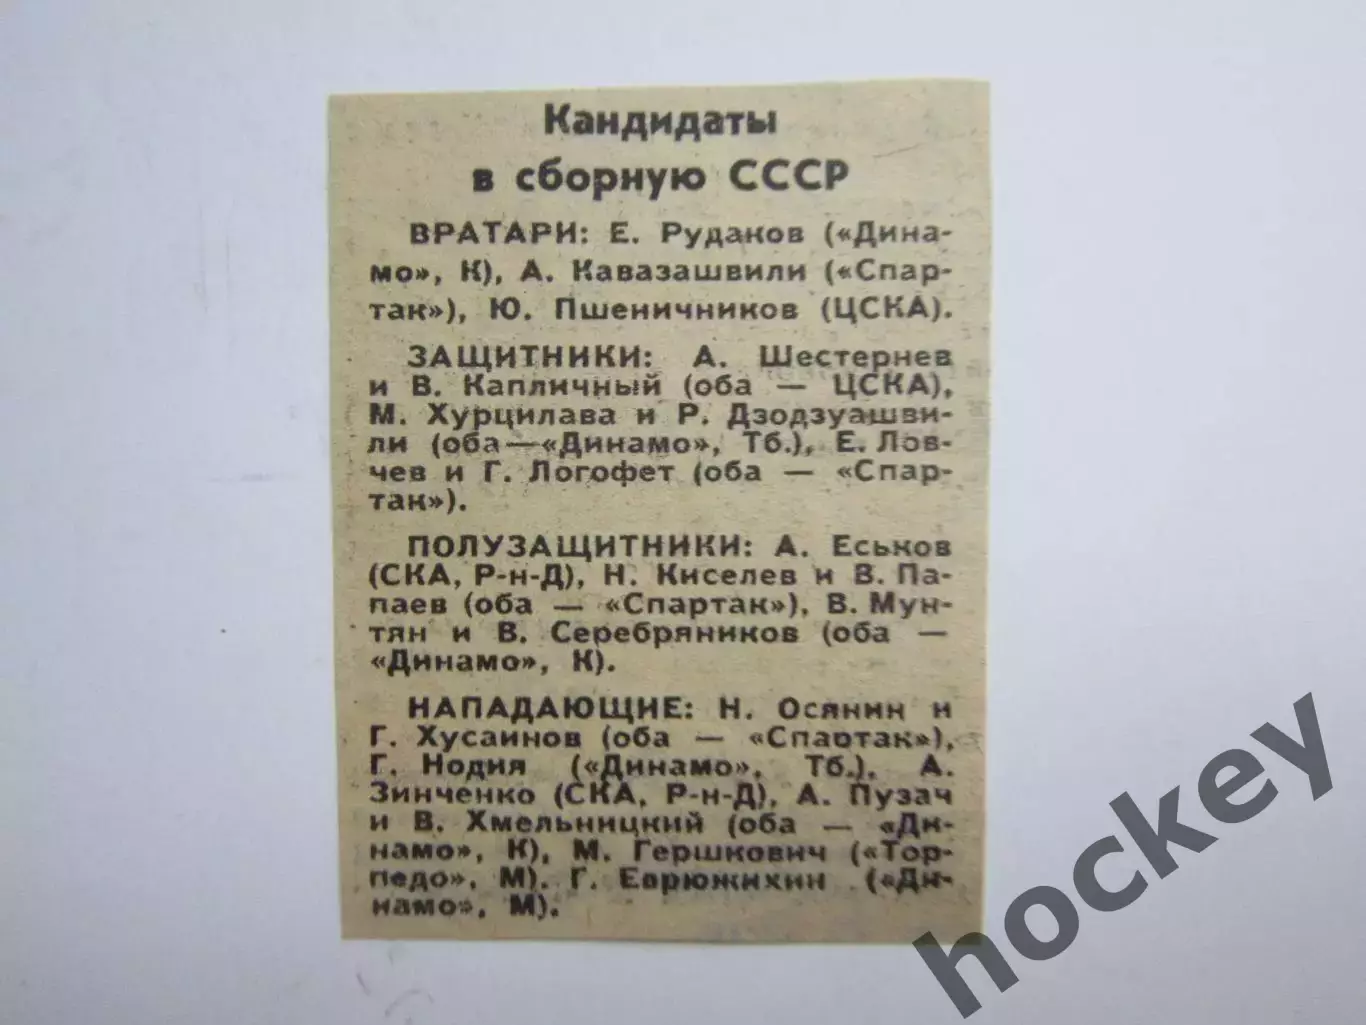 Кандидаты
в сборную СССР
ВРАТАРИ: Е. Рудаков («Дина-
мо», К), А. Кавазашвили («Спар-
так»), Ю. Пшеничников (ЦСКА).
ЗАЩИТНИКИ: А. Шестернев
и В. Капличный (оба — ЦСКА),
М. Хурцилава и Р. Дзодзуашви-
ли (оба—«Динамо», Тб.), Е. Лов-
чев и Г. Логофет (оба — «Спар-
так»).
ПОЛУЗАЩИТНИКИ: А. Еськов
(СКА, Р-н-Д), Н. Киселев и В. Па-
паев (оба — «Спартак»), В. Мун-
тян и В. Серебряников (оба —
«Динамо», К).
НАПАДАЮЩИЕ: Н. Осянин и
Г. Хусаинов (оба — «Спартак»),
Г. Нодия («Динамо», Тб.), А.
Зинченко (СКА, Р-н-Д), А. Пузач
и В. Хмельницкий (оба — «Ди-
намо», К), М. Гершкович («Тор-
педо», М). Г. Еврюжихин («Ди-
намо», М).
hockey